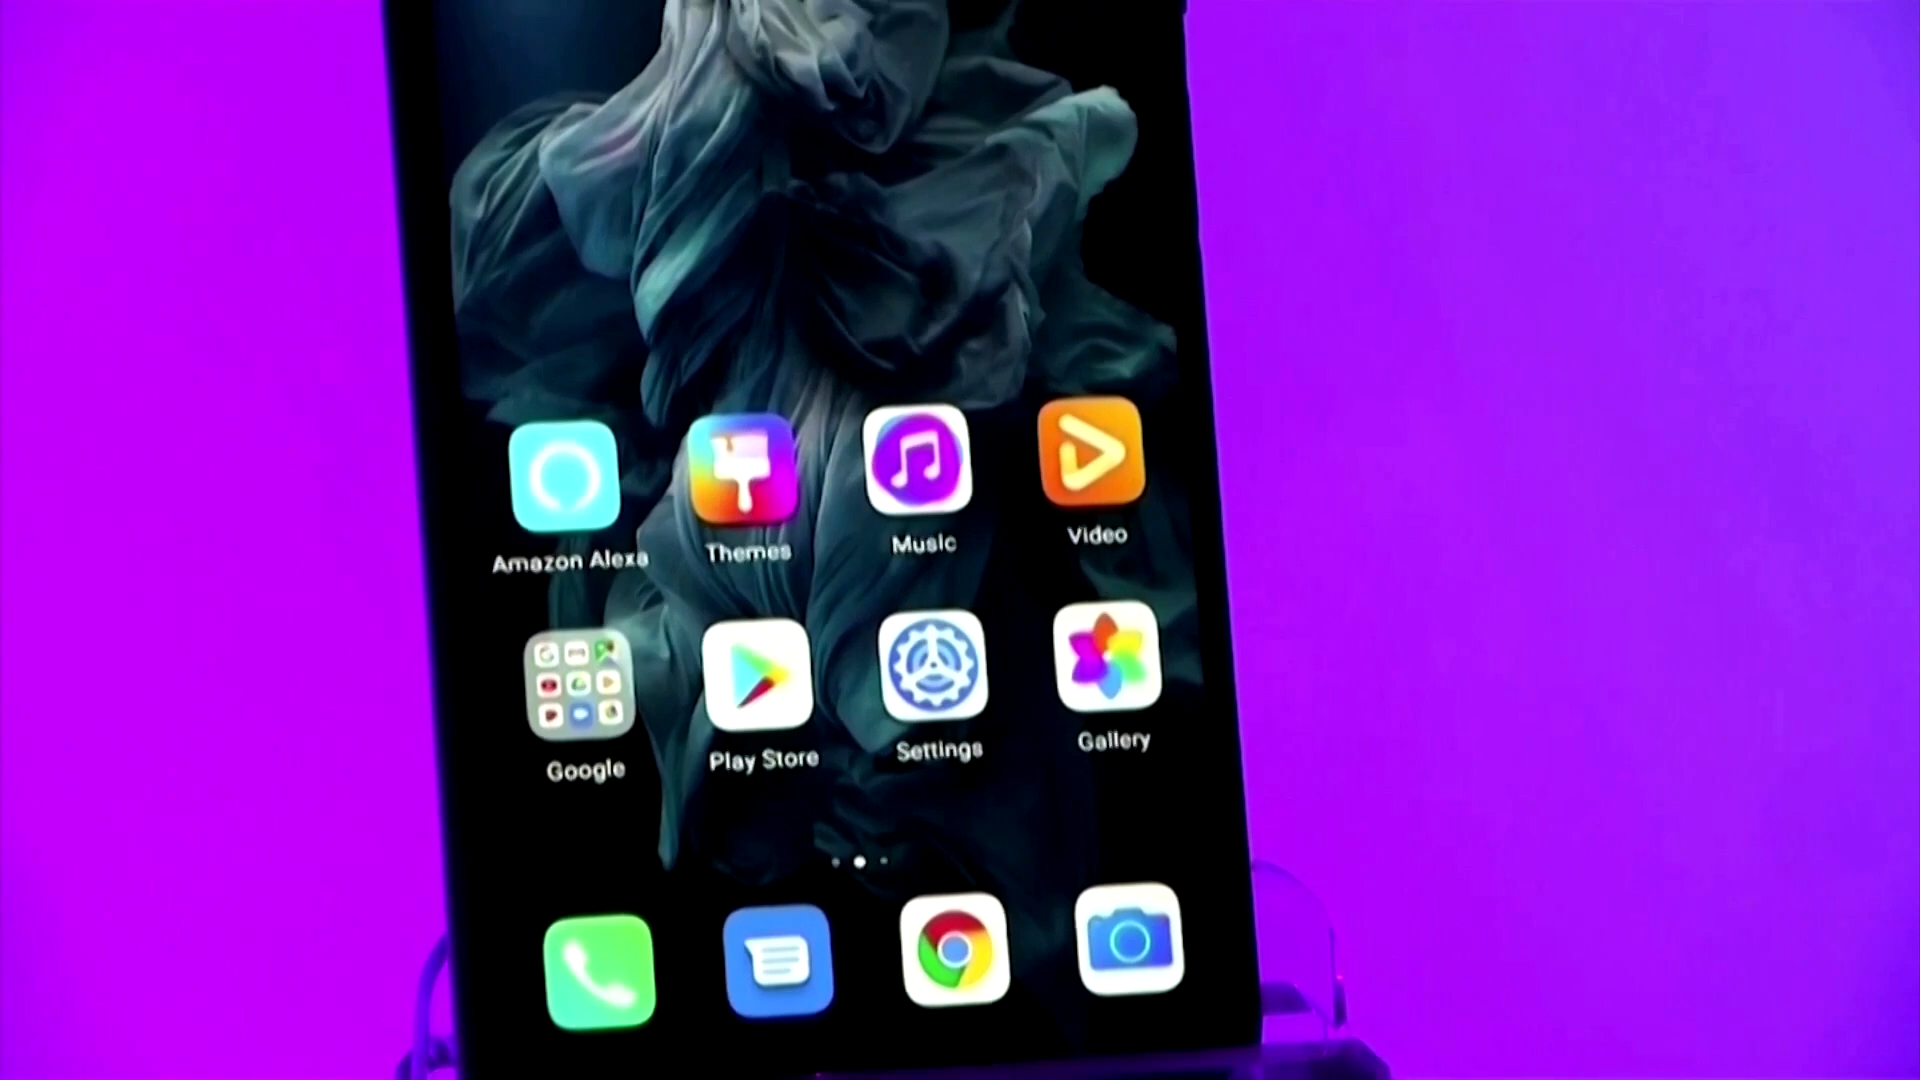 Amazon Alexa
Themes
Music
Video
Google
Play Store
Settings
Gallery